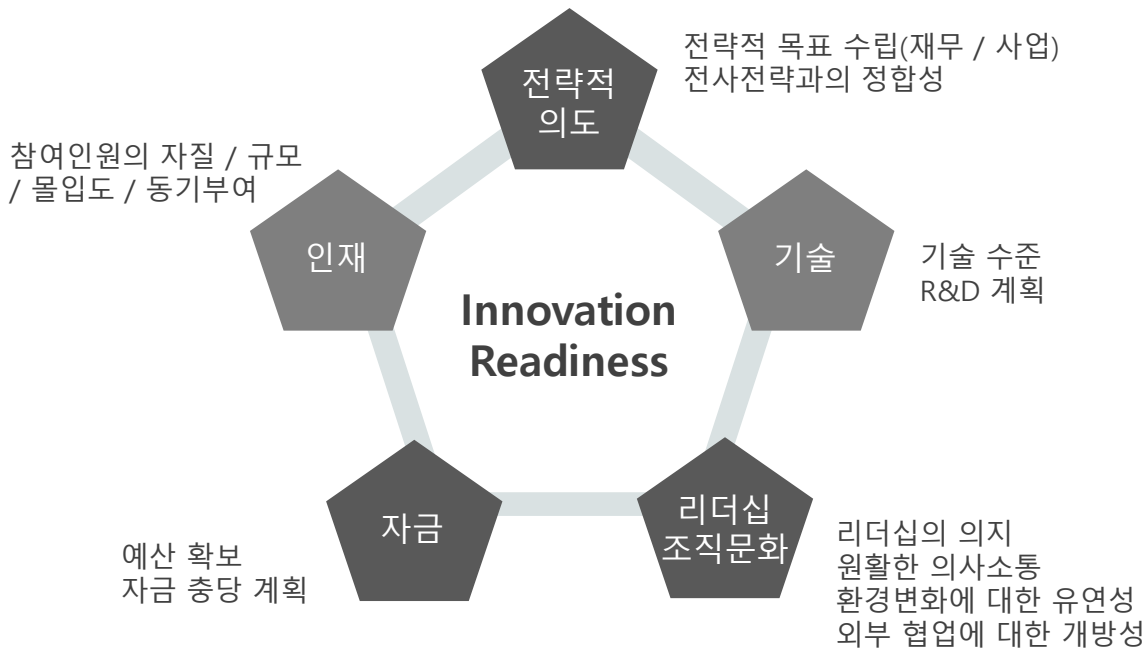 전략적
의도
전략적 목표 수립(재무 / 사업)
전사전략과의 정합성
참여인원의 자질 / 규모
/ 몰입도 / 동기부여
인재
기술
기술 수준
R&D 계획
Innovation
Readiness
자금
예산 확보
자금 충당 계획
리더십
조직문화
리더십의 의지
원활한 의사소통
환경변화에 대한 유연성
외부 협업에 대한 개방성